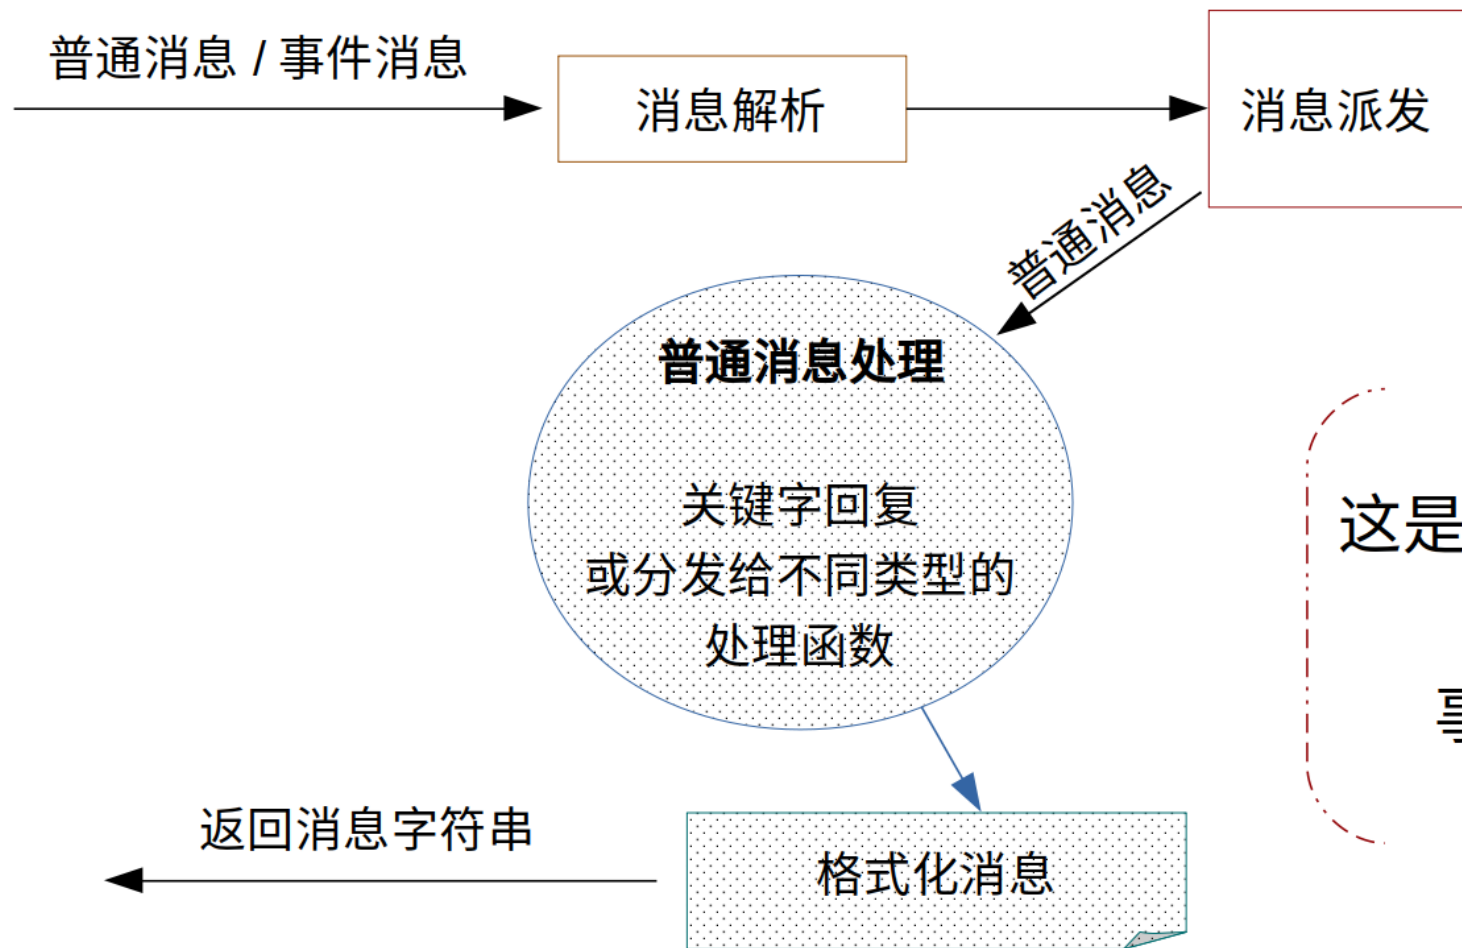 普通消息 / 事件消息
消息解析
消息派发
普通消息
普通消息处理
关键字回复
或分发给不同类型的
处理函数
这是
返回消息字符串
格式化消息